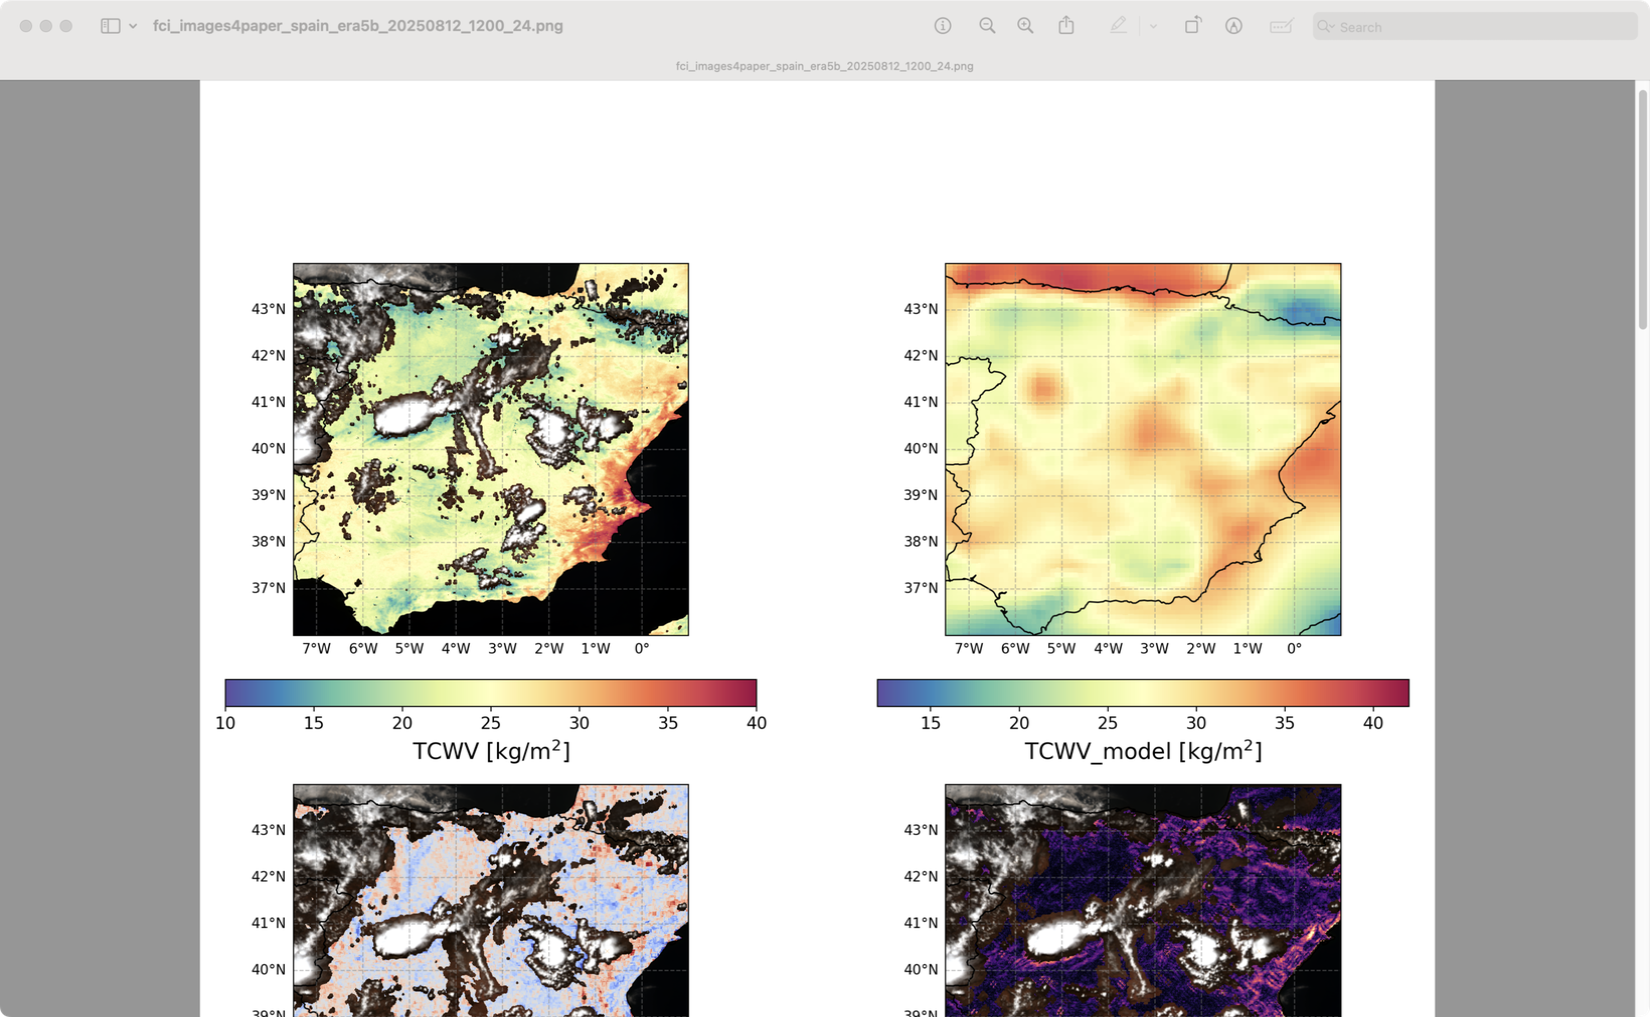 fci_images4paper_spain_era5b_20250812_1200_24.png
Search
fci_images4paper_spain_era5b_20250812_1200_24.png
43°N
42°N
41°N
40°N
39°N
38°N
37°N
7°W 6°W 5°W 4°W 3°W 2°W 1°W 0°
10 15 20 25 30 35 40
TCWV [kg/m²]
43°N
42°N
41°N
40°N
39°N
38°N
37°N
7°W 6°W 5°W 4°W 3°W 2°W 1°W 0°
15 20 25 30 35 40
TCWV_model [kg/m²]
43°N
42°N
41°N
40°N
39°N
43°N
42°N
41°N
40°N
39°N